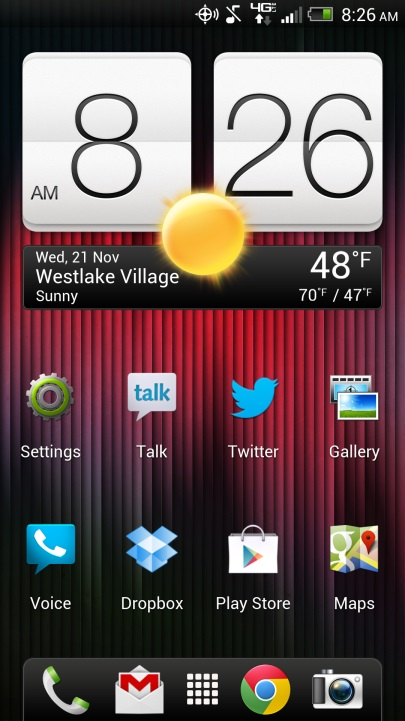 4G LTE 8:26 AM
8 26
AM
Wed, 21 Nov
Westlake Village
Sunny
48°F
70°F / 47°F
talk
Settings Talk Twitter Gallery
g
Voice Dropbox Play Store Maps